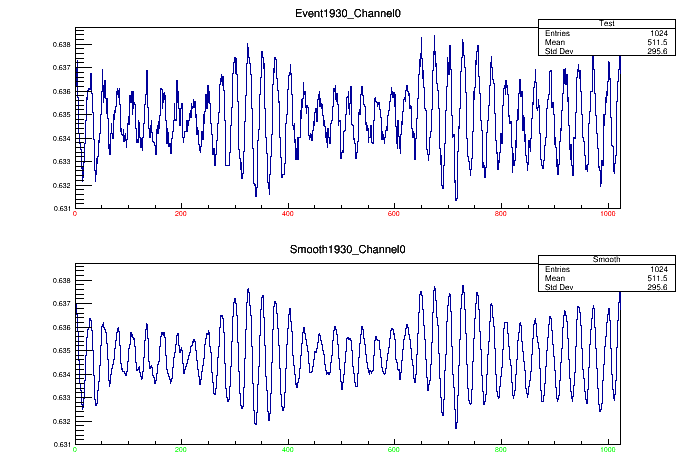 Event1930_Channel0
Test
Entries 1024
Mean 511.5
Std Dev 295.6
0.638
0.637
0.636
0.635
0.634
0.633
0.632
0.631
0 200 400 600 800 1000
Smooth1930_Channel0
Smooth
Entries 1024
Mean 511.5
Std Dev 295.6
0.638
0.637
0.636
0.635
0.634
0.633
0.632
0.631
0 200 400 600 800 1000